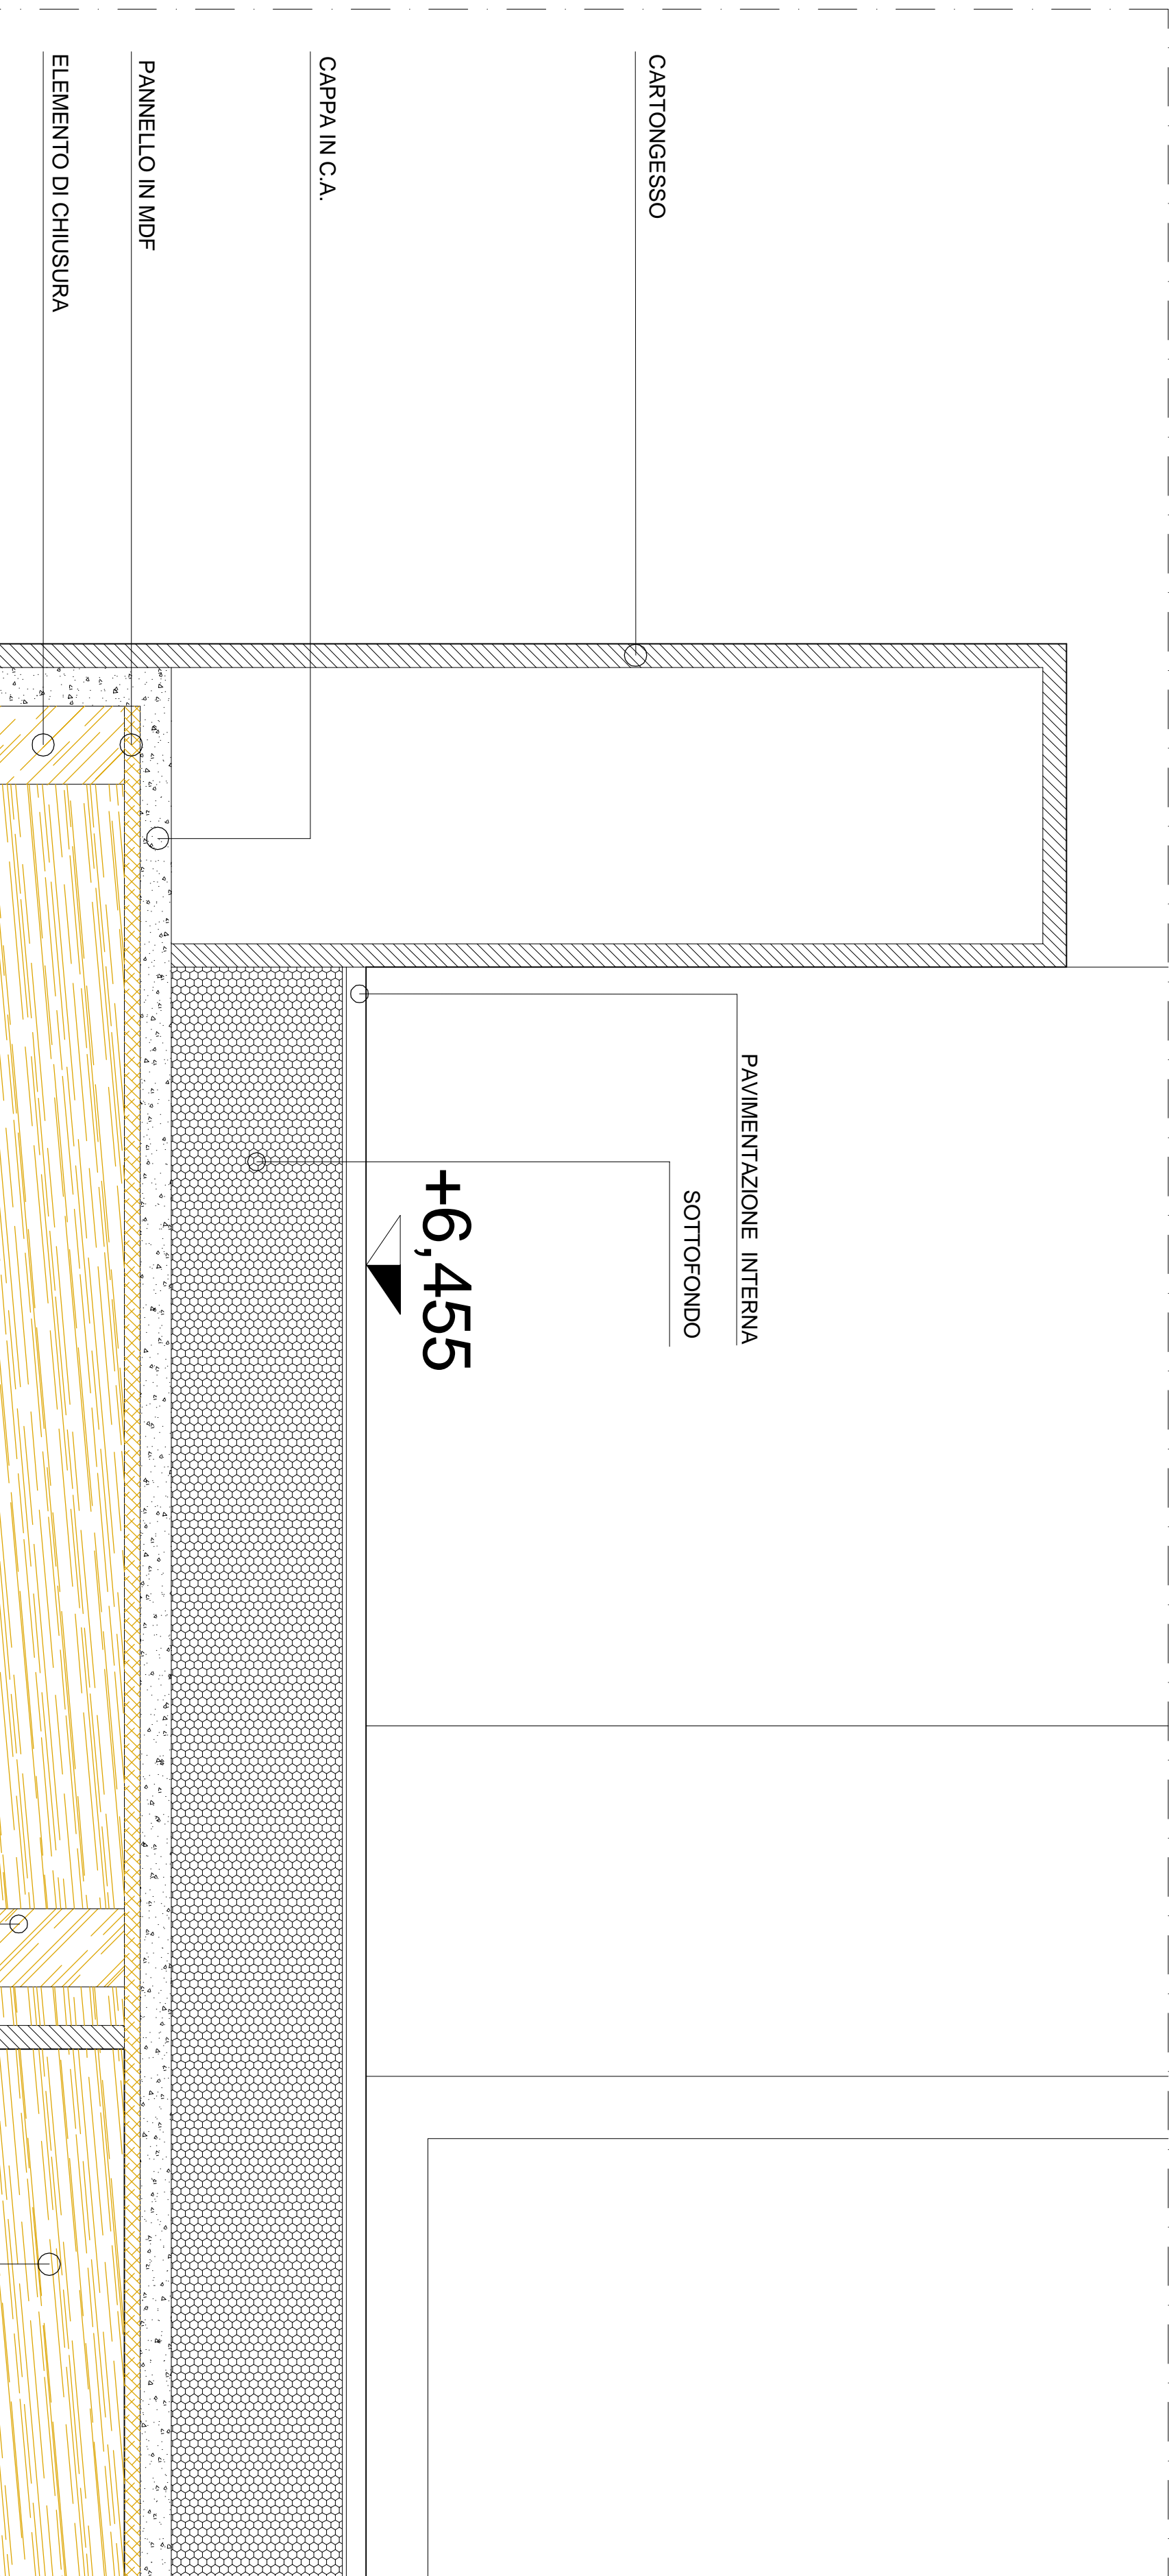 CARTONGESSO
CAPPA IN C.A.
PANNELLO IN MDF
ELEMENTO DI CHIUSURA
PAVIMENTAZIONE INTERNA
SOTTOFONDO
+6,455